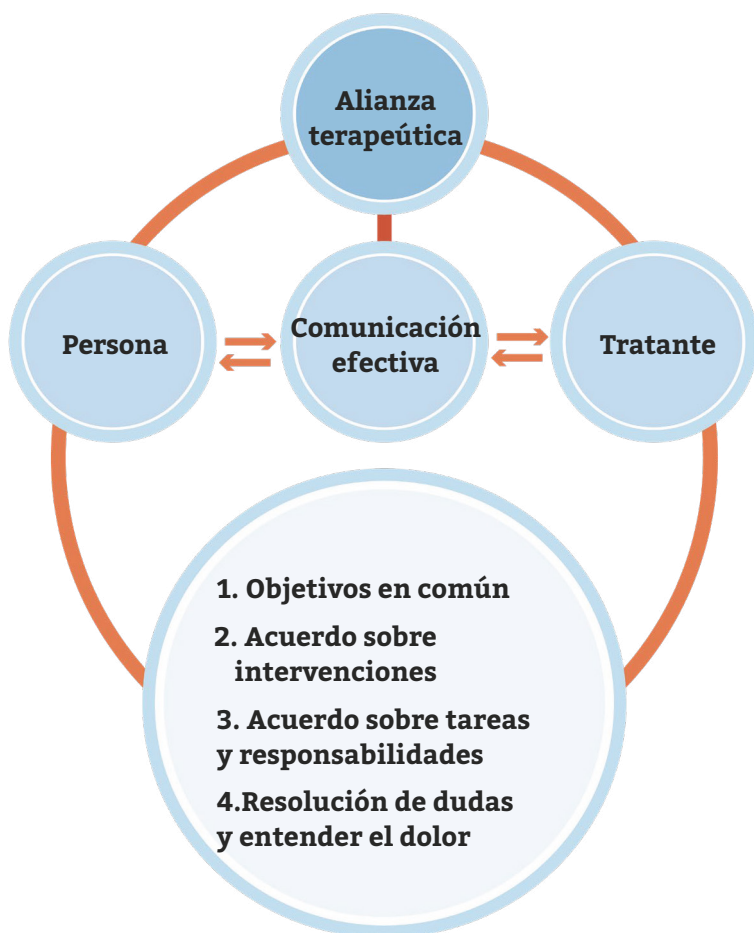 Alianza
terapeútica
Persona
Comunicación
efectiva
Tratante
1. Objetivos en común
2. Acuerdo sobre
intervenciones
3. Acuerdo sobre tareas
y responsabilidades
4.Resolución de dudas
y entender el dolor